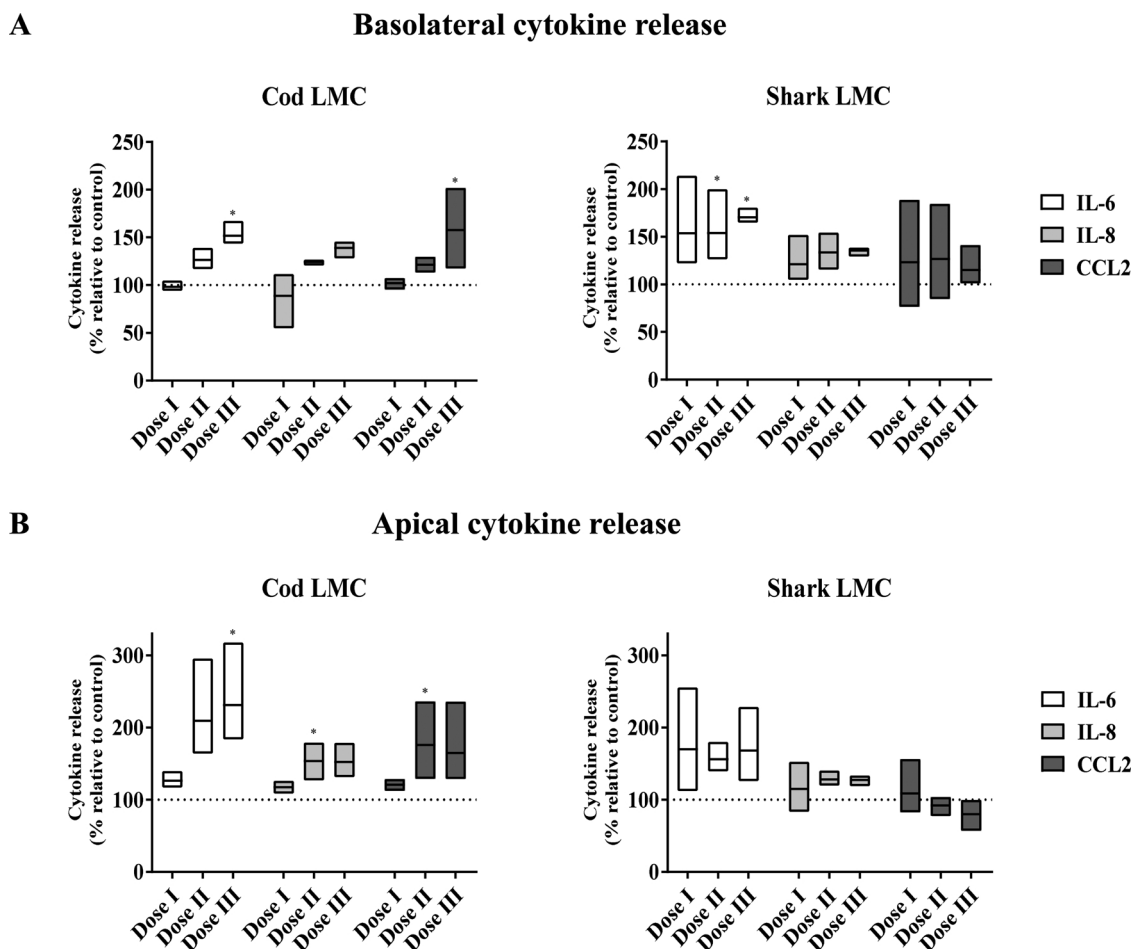 A
Basolateral cytokine release
Cod LMC
Shark LMC
Cytokine release
(% relative to control)
250
200
150
100
50
0
*
*
Dose I
Dose II
Dose III
Dose I
Dose II
Dose III
Dose I
Dose II
Dose III
Cytokine release
(% relative to control)
250
200
150
100
50
0
*
*
Dose I
Dose II
Dose III
Dose I
Dose II
Dose III
Dose I
Dose II
Dose III
IL-6
IL-8
CCL2
B
Apical cytokine release
Cod LMC
Shark LMC
Cytokine release
(% relative to control)
300
200
100
0
*
*
*
Dose I
Dose II
Dose III
Dose I
Dose II
Dose III
Dose I
Dose II
Dose III
Cytokine release
(% relative to control)
300
200
100
0
Dose I
Dose II
Dose III
Dose I
Dose II
Dose III
Dose I
Dose II
Dose III
IL-6
IL-8
CCL2